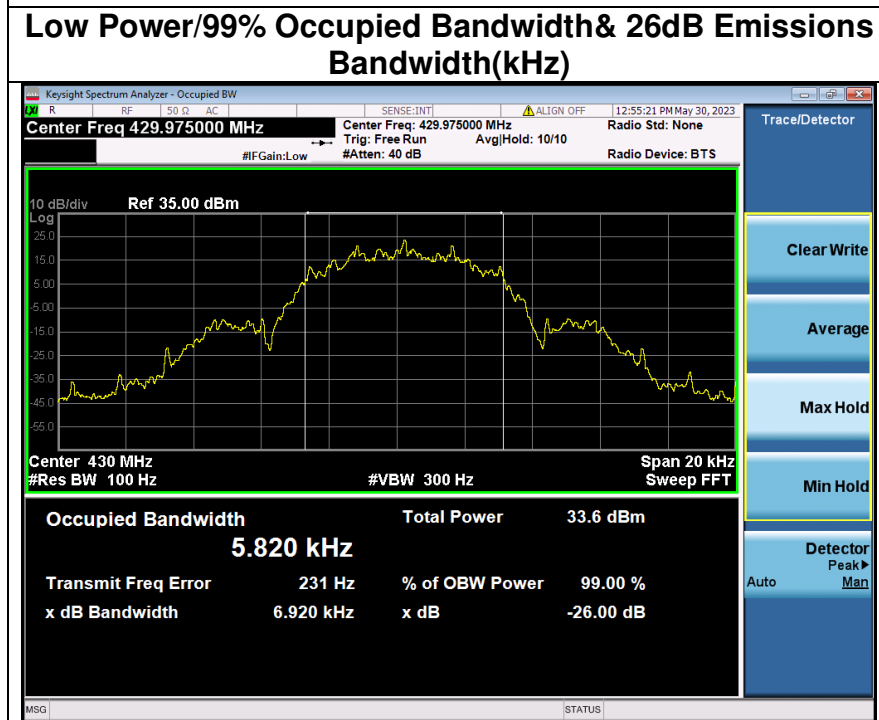 Low Power/99% Occupied Bandwidth& 26dB Emissions
Bandwidth(kHz)
Keysight Spectrum Analyzer - Occupied BW
R RF 50 Ω AC SENSE:INT ALIGN OFF 12:55:21 PM May 30, 2023
Center Freq 429.975000 MHz Center Freq: 429.975000 MHz Radio Std: None
Trig: Free Run Avg|Hold: 10/10
#IFGain:Low #Atten: 40 dB Radio Device: BTS
Trace/Detector
10 dB/div Ref 35.00 dBm
Log
25.0
15.0
5.00
-5.00
-15.0
-25.0
-35.0
-45.0
-55.0
Center 430 MHz Span 20 kHz
#Res BW 100 Hz #VBW 300 Hz Sweep FFT
Clear Write
Average
Max Hold
Min Hold
Detector
Peak▶
Auto Man
Occupied Bandwidth Total Power 33.6 dBm
5.820 kHz
Transmit Freq Error 231 Hz % of OBW Power 99.00 %
x dB Bandwidth 6.920 kHz x dB -26.00 dB
MSG STATUS